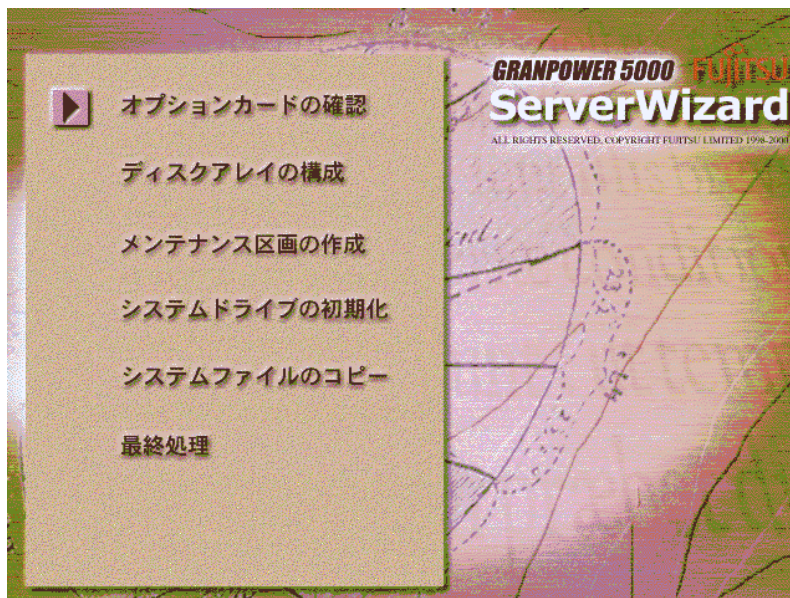 GRANPOWER 5000 FUJITSU
ServerWizard
ALL RIGHTS RESERVED, COPYRIGHT FUJITSU LIMITED 1998-2000
オプションカードの確認
ディスクアレイの構成
メンテナンス区画の作成
システムドライブの初期化
システムファイルのコピー
最終処理